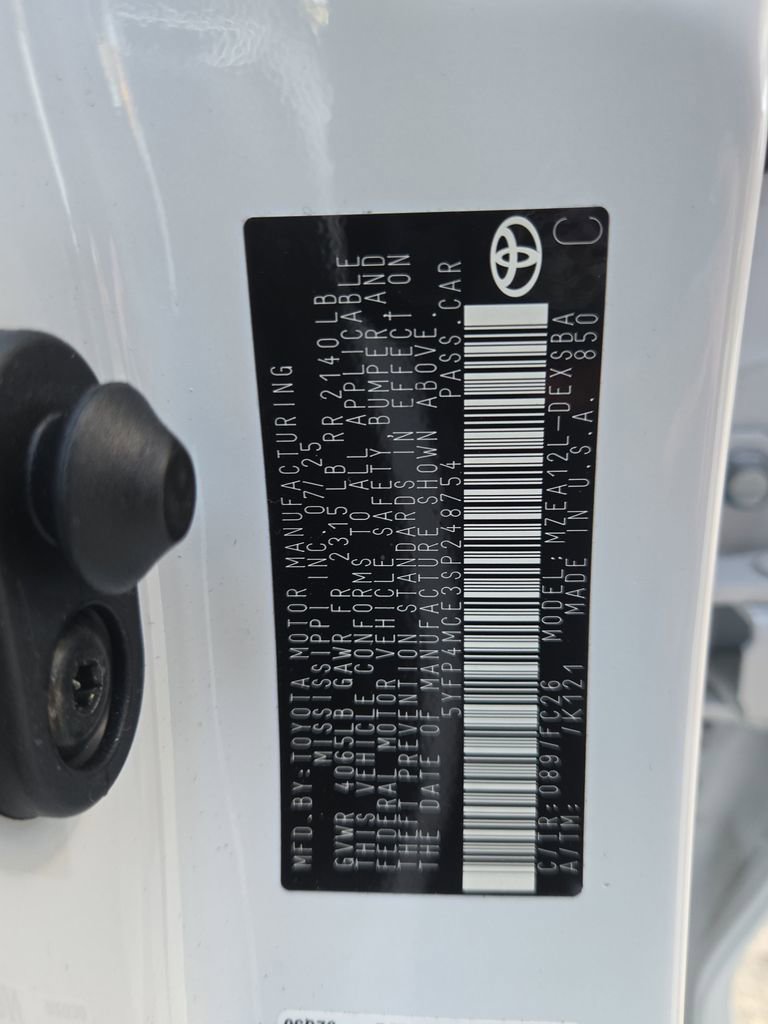 MFD.BY:TOYOTA MOTOR MANUFACTURING
MISSISSIPPI INC. 07/25
GVWR 4065LB GAWR FR 2315 LB RR 2140LB
THIS VEHICLE CONFORMS TO ALL APPLICABLE
FEDERAL MOTOR VEHICLE SAFETY, BUMPER, AND
THEFT PREVENTION STANDARDS IN EFFECT ON
THE DATE OF MANUFACTURE SHOWN ABOVE.
5YFP4MCE3SP248754 PASS.CAR
C/TR:089/FC26 MODEL:MZEA12L-DEXSBA
A/TM: /K121 MADE IN U.S.A. 850 C